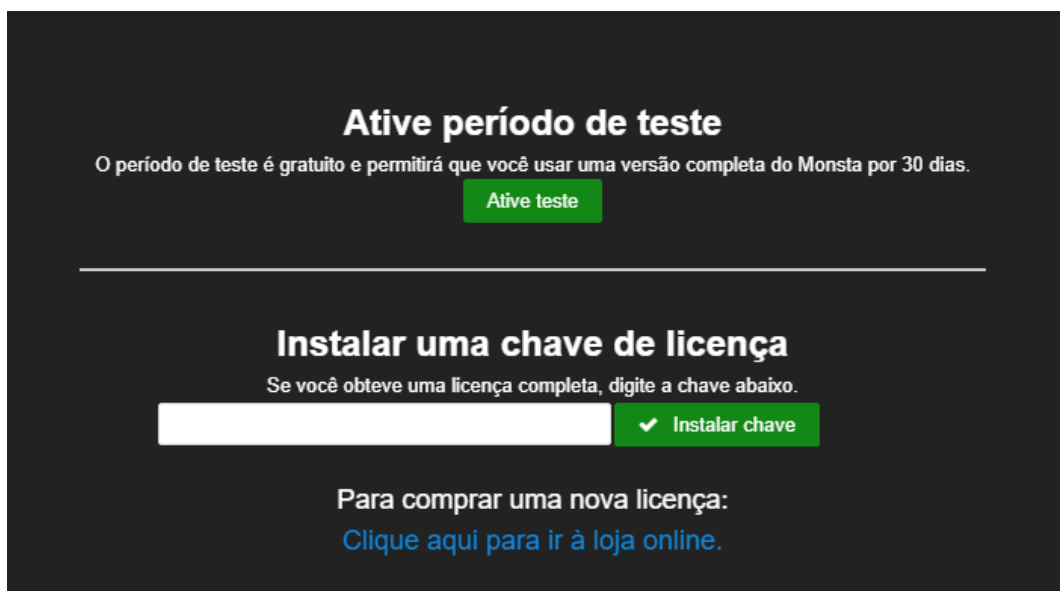 Ative período de teste
O período de teste é gratuito e permitirá que você usar uma versão completa do Monsta por 30 dias.
Ative teste
Instalar uma chave de licença
Se você obteve uma licença completa, digite a chave abaixo.
Instalar chave
Para comprar uma nova licença:
Clique aqui para ir à loja online.